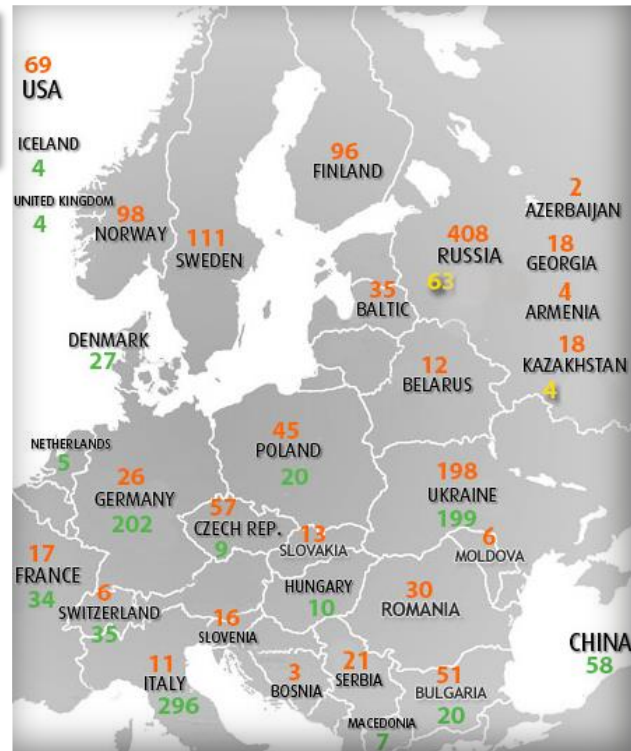 69
USA
ICELAND
4
UNITED KINGDOM
4
98
NORWAY
111
SWEDEN
96
FINLAND
408
RUSSIA
63
2
AZERBAIJAN
18
GEORGIA
4
ARMENIA
18
KAZAKHSTAN
4
35
BALTIC
DENMARK
27
12
BELARUS
NETHERLANDS
5
26
GERMANY
202
45
POLAND
20
198
UKRAINE
199
57
CZECH REP.
9
13
SLOVAKIA
6
MOLDOVA
17
FRANCE
34
6
SWITZERLAND
35
HUNGARY
10
30
ROMANIA
16
SLOVENIA
CHINA
58
11
ITALY
296
3
BOSNIA
21
SERBIA
51
BULGARIA
20
MACEDONIA
7